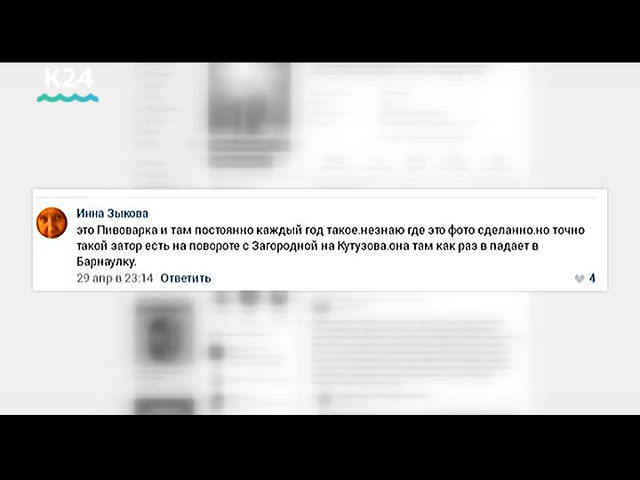 K24
Инна Зыкова
это Пивоварка и там постоянно каждый год такое.незнаю где это фото сделанно.но точно
такой затор есть на повороте с Загородной на Кутузова.она там как раз в падает в
Барнаулку.
29 апр в 23:14 Ответить 4